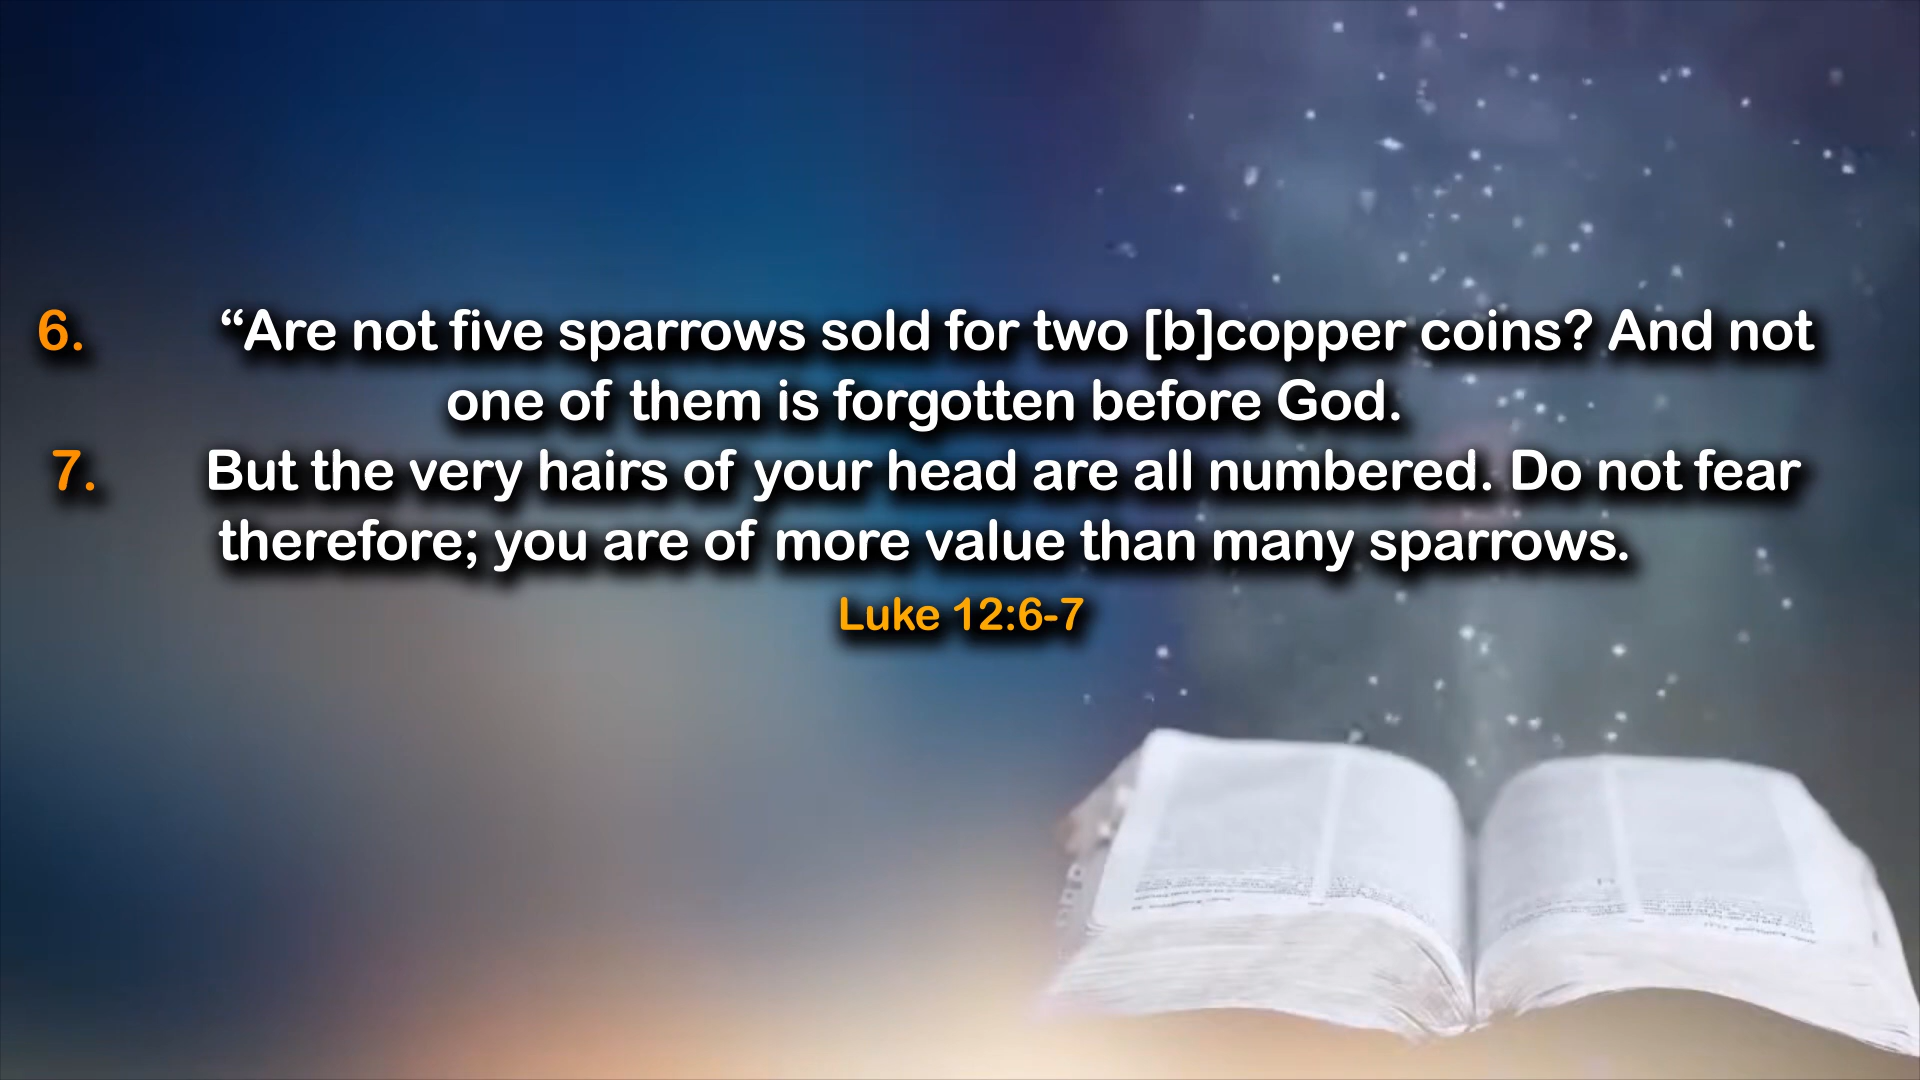 6. “Are not five sparrows sold for two [b]copper coins? And not
one of them is forgotten before God.
7. But the very hairs of your head are all numbered. Do not fear
therefore; you are of more value than many sparrows.
Luke 12:6-7